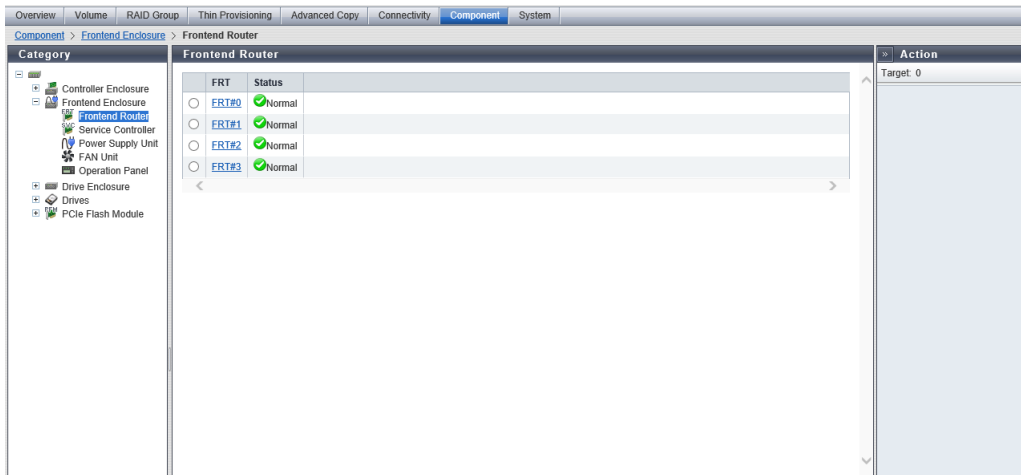 Overview Volume RAID Group Thin Provisioning Advanced Copy Connectivity Component System
Component > Frontend Enclosure > Frontend Router
Category
Frontend Router
» Action
Target: 0
Controller Enclosure
Frontend Enclosure
Frontend Router
Service Controller
Power Supply Unit
FAN Unit
Operation Panel
Drive Enclosure
Drives
PCIe Flash Module
FRT Status
FRT#0 Normal
FRT#1 Normal
FRT#2 Normal
FRT#3 Normal